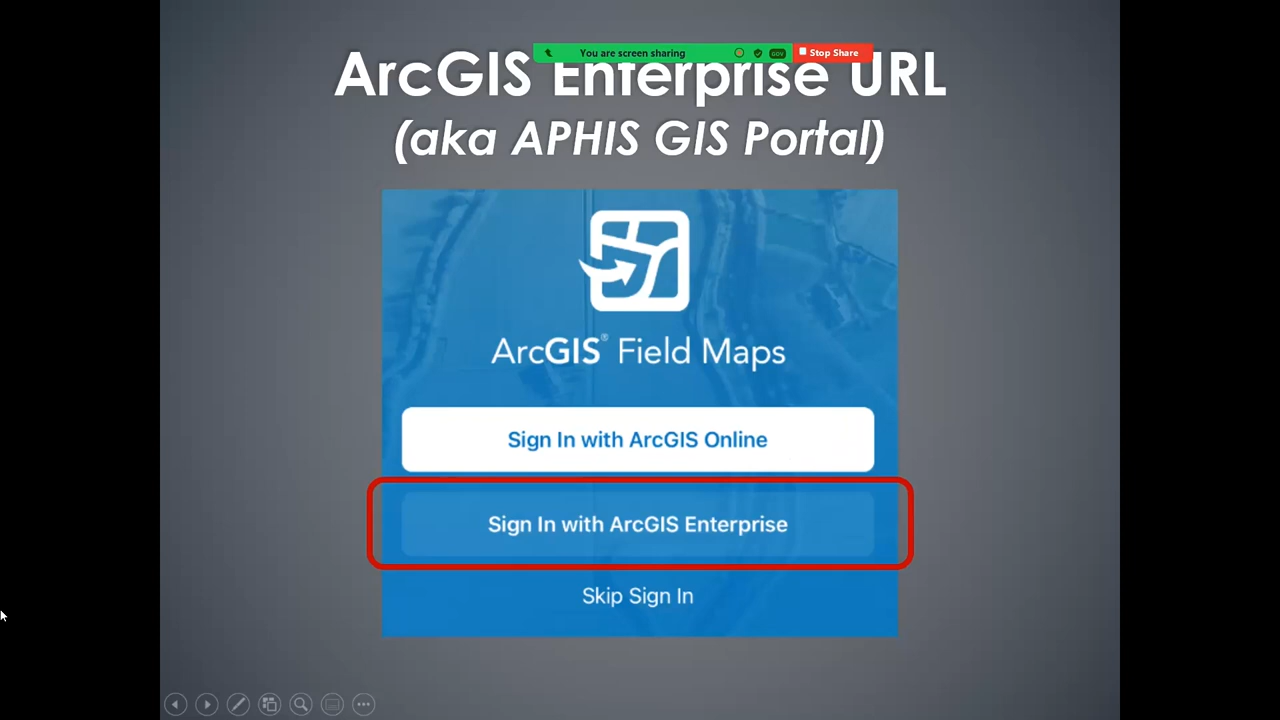 You are screen sharing
GOV
Stop Share
ArcGIS Enterprise URL
(aka APHIS GIS Portal)
ArcGIS® Field Maps
Sign In with ArcGIS Online
Sign In with ArcGIS Enterprise
Skip Sign In